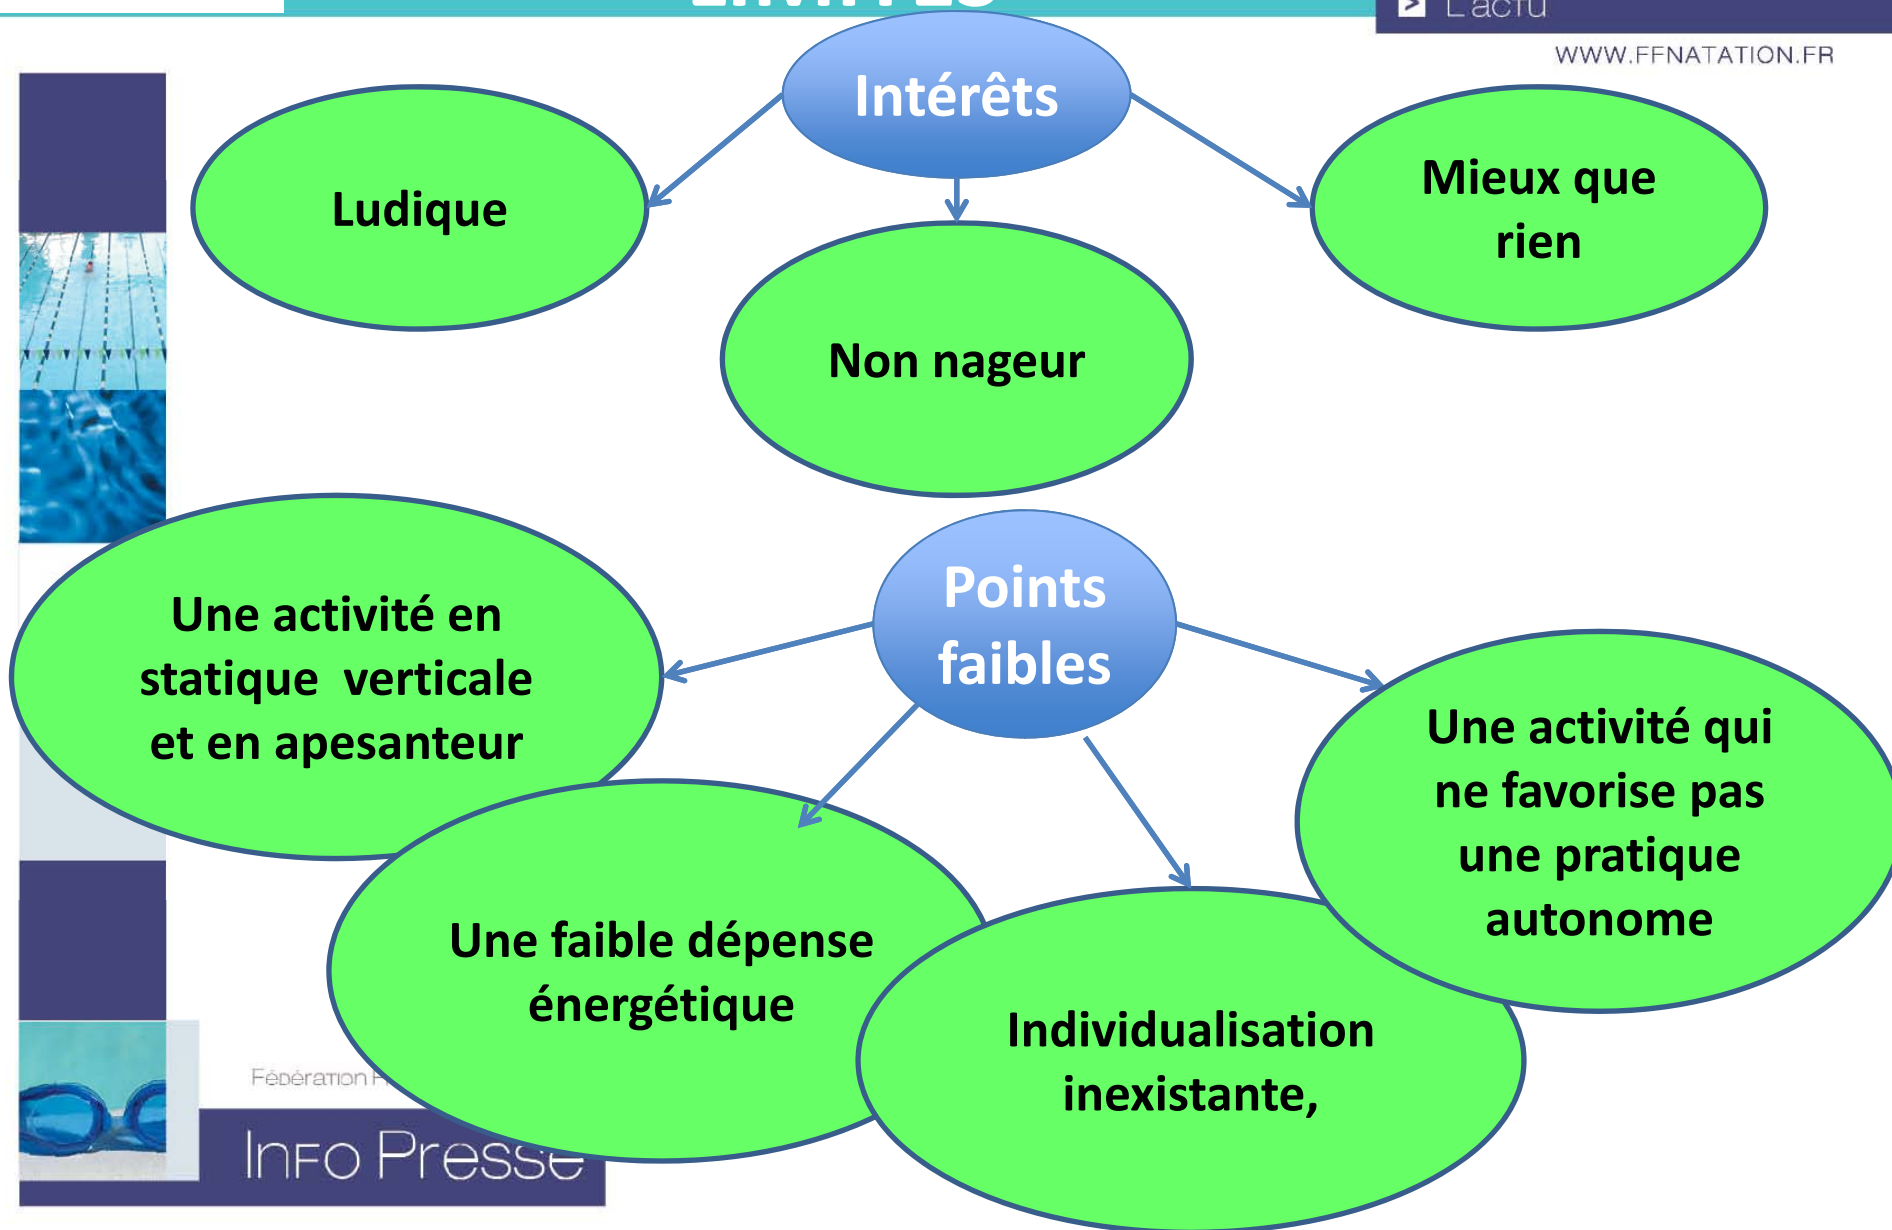 LIMITES
L'actu
WWW.FFNATATION.FR
Intérêts
Ludique
Mieux que
rien
Non nageur
Points
faibles
Une activité en
statique  verticale
et en apesanteur
Une activité qui
ne favorise pas
une pratique
autonome
Une faible dépense
énergétique
Individualisation
inexistante,
Fédération
Info Presse